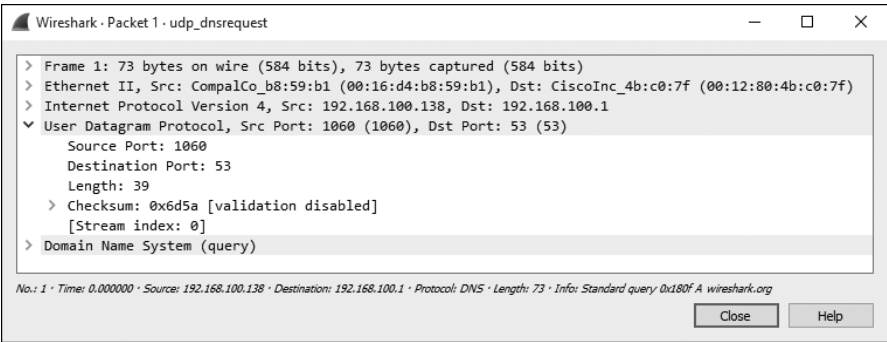 Wireshark · Packet 1 · udp_dnsrequest
Frame 1: 73 bytes on wire (584 bits), 73 bytes captured (584 bits)
Ethernet II, Src: CompalCo_b8:59:b1 (00:16:d4:b8:59:b1), Dst: CiscoInc_4b:c0:7f (00:12:80:4b:c0:7f)
Internet Protocol Version 4, Src: 192.168.100.138, Dst: 192.168.100.1
User Datagram Protocol, Src Port: 1060 (1060), Dst Port: 53 (53)
Source Port: 1060
Destination Port: 53
Length: 39
Checksum: 0x6d5a [validation disabled]
[Stream index: 0]
Domain Name System (query)
No.: 1 · Time: 0.000000 · Source: 192.168.100.138 · Destination: 192.168.100.1 · Protocol: DNS · Length: 73 · Info: Standard query 0x180f A wireshark.org
Close Help